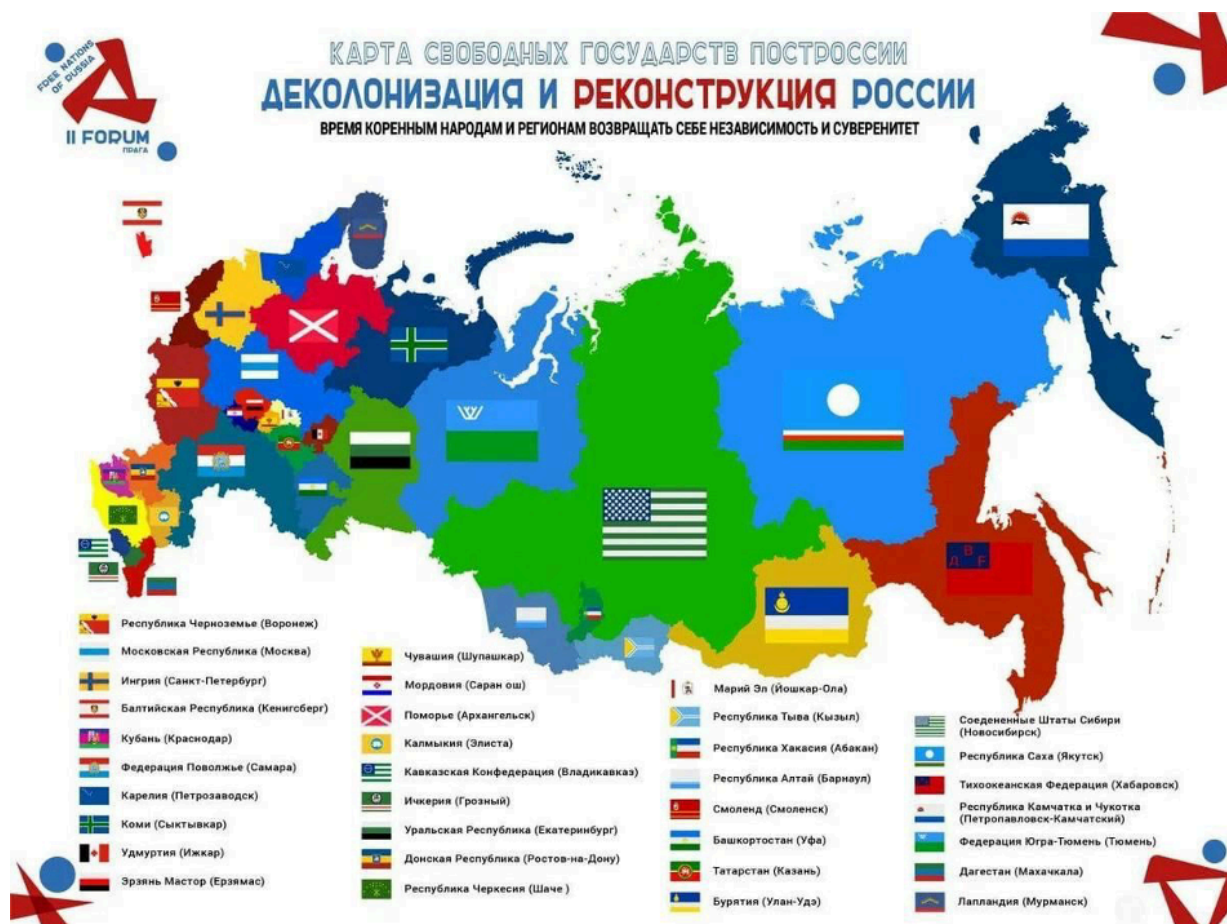 FREE NATIONS
OF RUSSIA
II FORUM
ПРАГА
КАРТА СВОБОДНЫХ ГОСУДАРСТВ ПОСТРОССИИ
ДЕКОЛОНИЗАЦИЯ И РЕКОНСТРУКЦИЯ РОССИИ
ВРЕМЯ КОРЕННЫМ НАРОДАМ И РЕГИОНАМ ВОЗВРАЩАТЬ СЕБЕ НЕЗАВИСИМОСТЬ И СУВЕРЕНИТЕТ
Д В Р
Республика Черноземье (Воронеж)
Московская Республика (Москва)
Ингрия (Санкт-Петербург)
Балтийская Республика (Кенигсберг)
Кубань (Краснодар)
Федерация Поволжье (Самара)
Карелия (Петрозаводск)
Коми (Сыктывкар)
Удмуртия (Ижкар)
Эрзянь Мастор (Ерзямас)
Чувашия (Шупашкар)
Мордовия (Саран ош)
Поморье (Архангельск)
Калмыкия (Элиста)
Кавказская Конфедерация (Владикавказ)
Ичкерия (Грозный)
Уральская Республика (Екатеринбург)
Донская Республика (Ростов-на-Дону)
Республика Черкесия (Шаче )
Марий Эл (Йошкар-Ола)
Республика Тыва (Кызыл)
Республика Хакасия (Абакан)
Республика Алтай (Барнаул)
Смоленд (Смоленск)
Башкортостан (Уфа)
Татарстан (Казань)
Бурятия (Улан-Удэ)
Соедененные Штаты Сибири
(Новосибирск)
Республика Саха (Якутск)
Тихоокеанская Федерация (Хабаровск)
Республика Камчатка и Чукотка
(Петропавловск-Камчатский)
Федерация Югра-Тюмень (Тюмень)
Дагестан (Махачкала)
Лапландия (Мурманск)